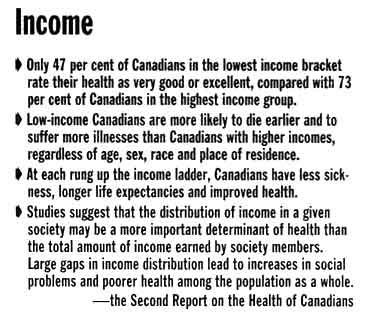 Income
Only 47 per cent of Canadians in the lowest income bracket
rate their health as very good or excellent, compared with 73
per cent of Canadians in the highest income group.
Low-income Canadians are more likely to die earlier and to
suffer more illnesses than Canadians with higher incomes,
regardless of age, sex, race and place of residence.
At each rung up the income ladder, Canadians have less sick-
ness, longer life expectancies and improved health.
Studies suggest that the distribution of income in a given
society may be a more important determinant of health than
the total amount of income earned by society members.
Large gaps in income distribution lead to increases in social
problems and poorer health among the population as a whole.
—the Second Report on the Health of Canadians